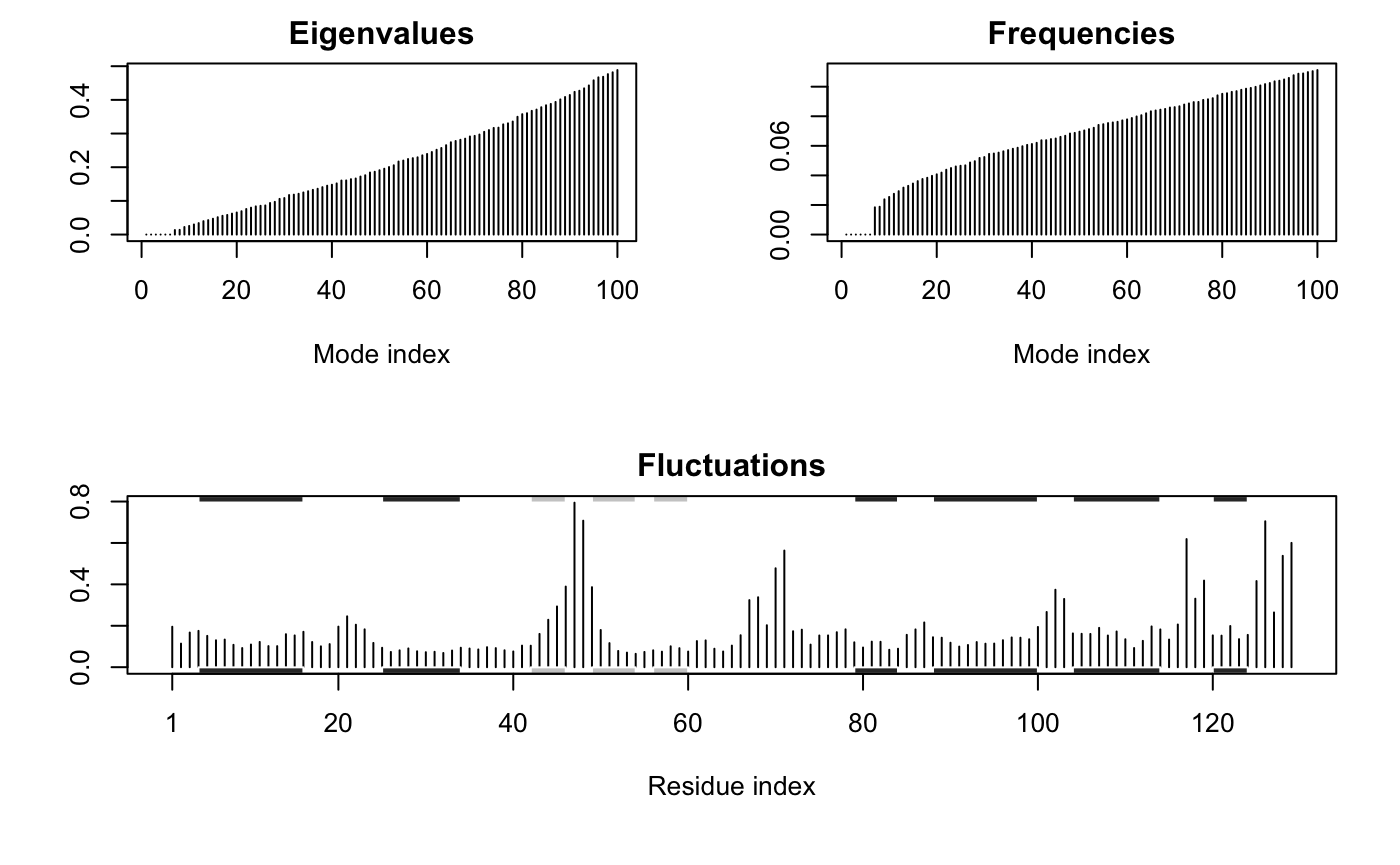 Eigenvalues
0.0 0.2 0.4
0 20 40 60 80 100
Mode index
Frequencies
0.00 0.06
0 20 40 60 80 100
Mode index
Fluctuations
0.0 0.4 0.8
1 20 40 60 80 100 120
Residue index